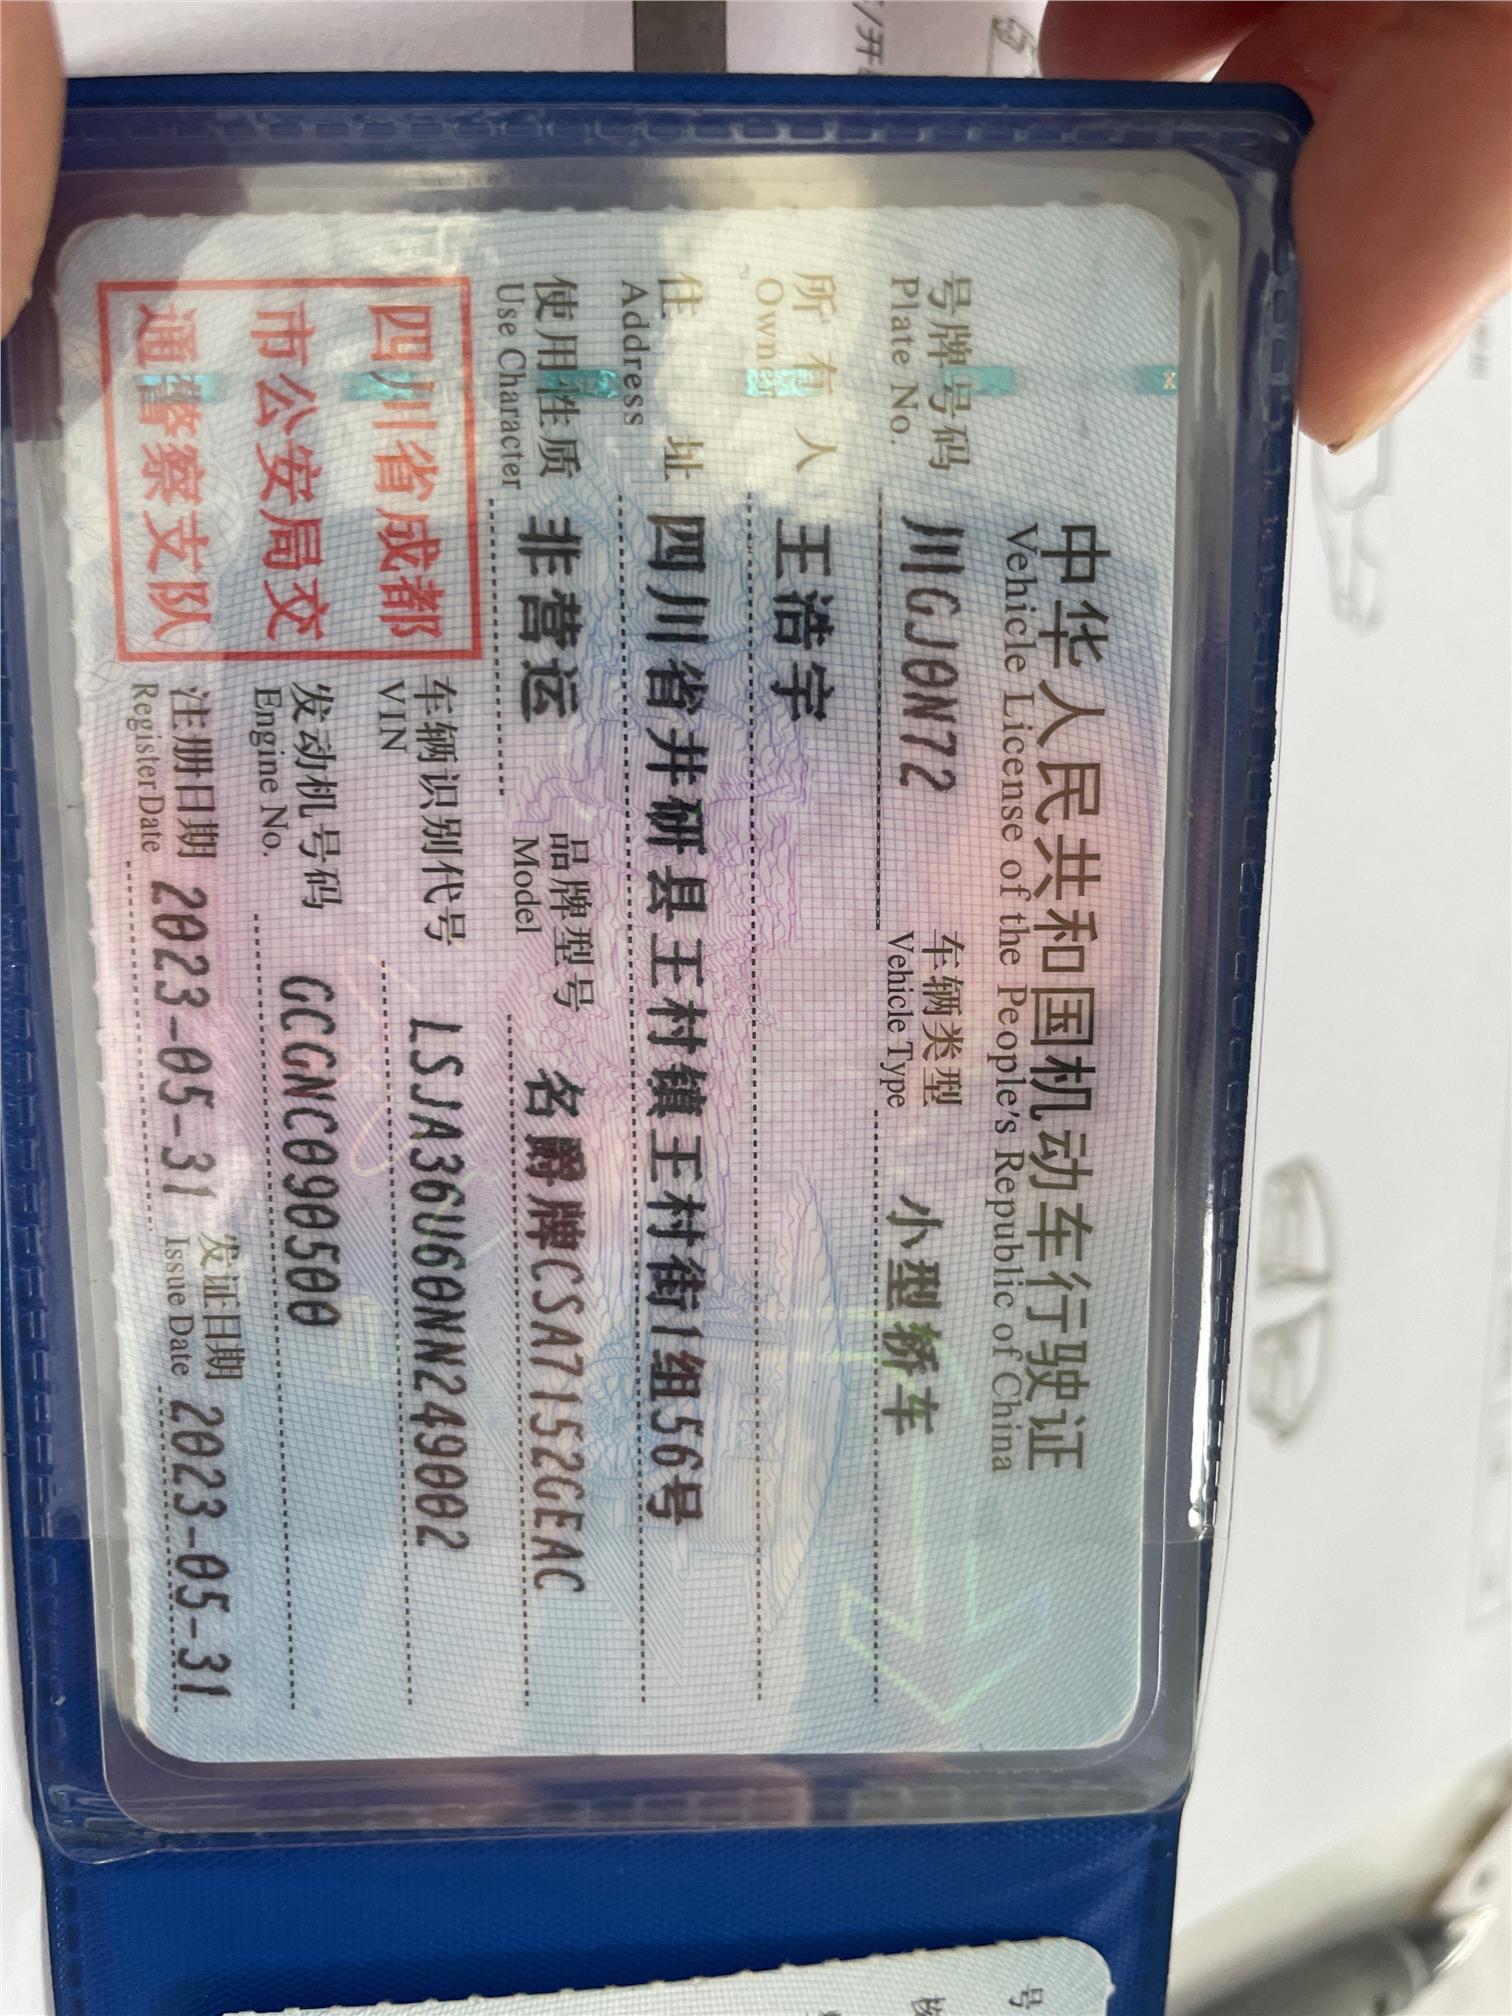 中华人民共和国机动车行驶证
Vehicle License of the People's Republic of China
号牌号码 川GJ0N72 车辆类型 小型轿车
Plate No. Vehicle Type
所有人 王浩宇
Owner
住址 四川省井研县王村镇王村街1组56号
Address
使用性质 非营运 品牌型号 名爵牌CSA7152GEAC
Use Character Model
四川省成都
市公安局交
通警察支队
车辆识别代号 LSJA36U60NN249002
VIN
发动机号码 GCGNC090500
Engine No.
注册日期 2023-05-31 发证日期 2023-05-31
Register Date Issue Date
号